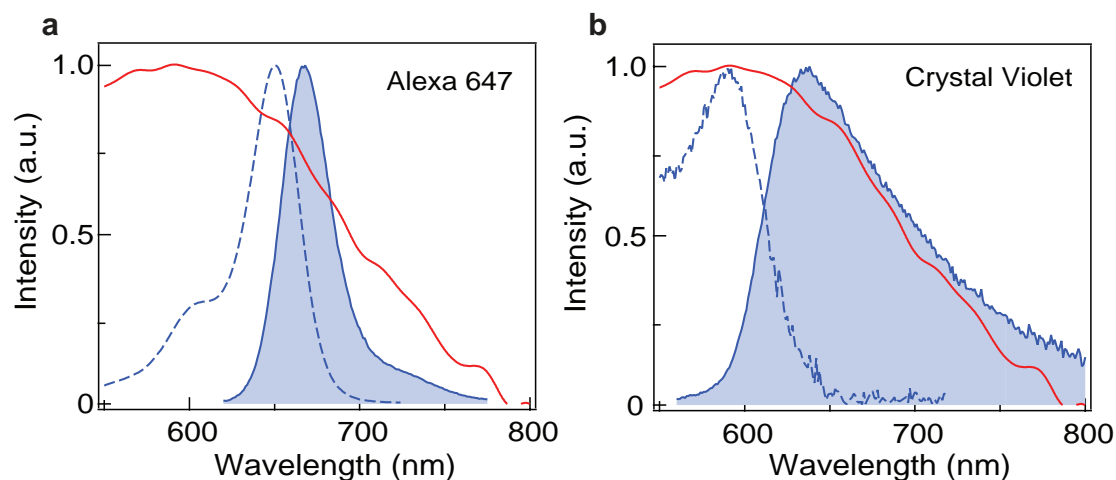 a
Alexa 647
1.0
0.5
0
Intensity (a.u.)
600 700 800
Wavelength (nm)
b
Crystal Violet
1.0
0.5
0
Intensity (a.u.)
600 700 800
Wavelength (nm)